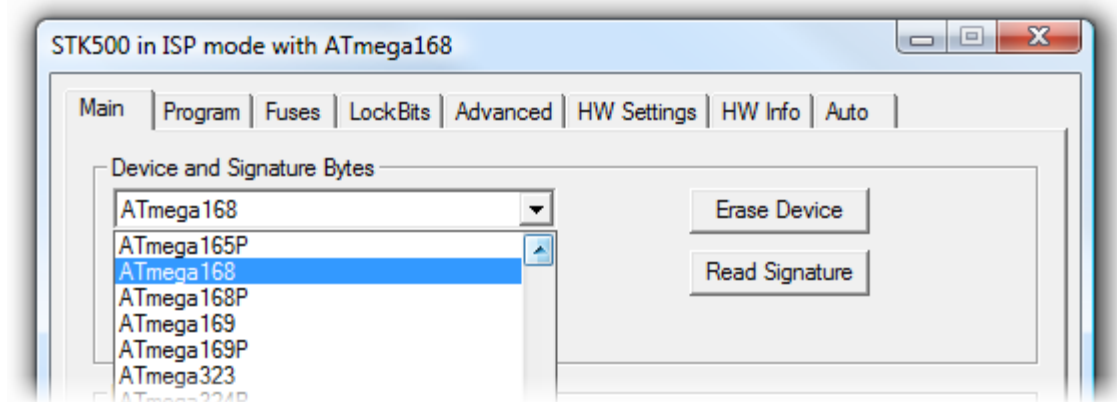 STK500 in ISP mode with ATmega168
Main Program Fuses LockBits Advanced HW Settings HW Info Auto
Device and Signature Bytes
ATmega168 Erase Device
ATmega165P
ATmega168 Read Signature
ATmega168P
ATmega169
ATmega169P
ATmega323
ATmega324P